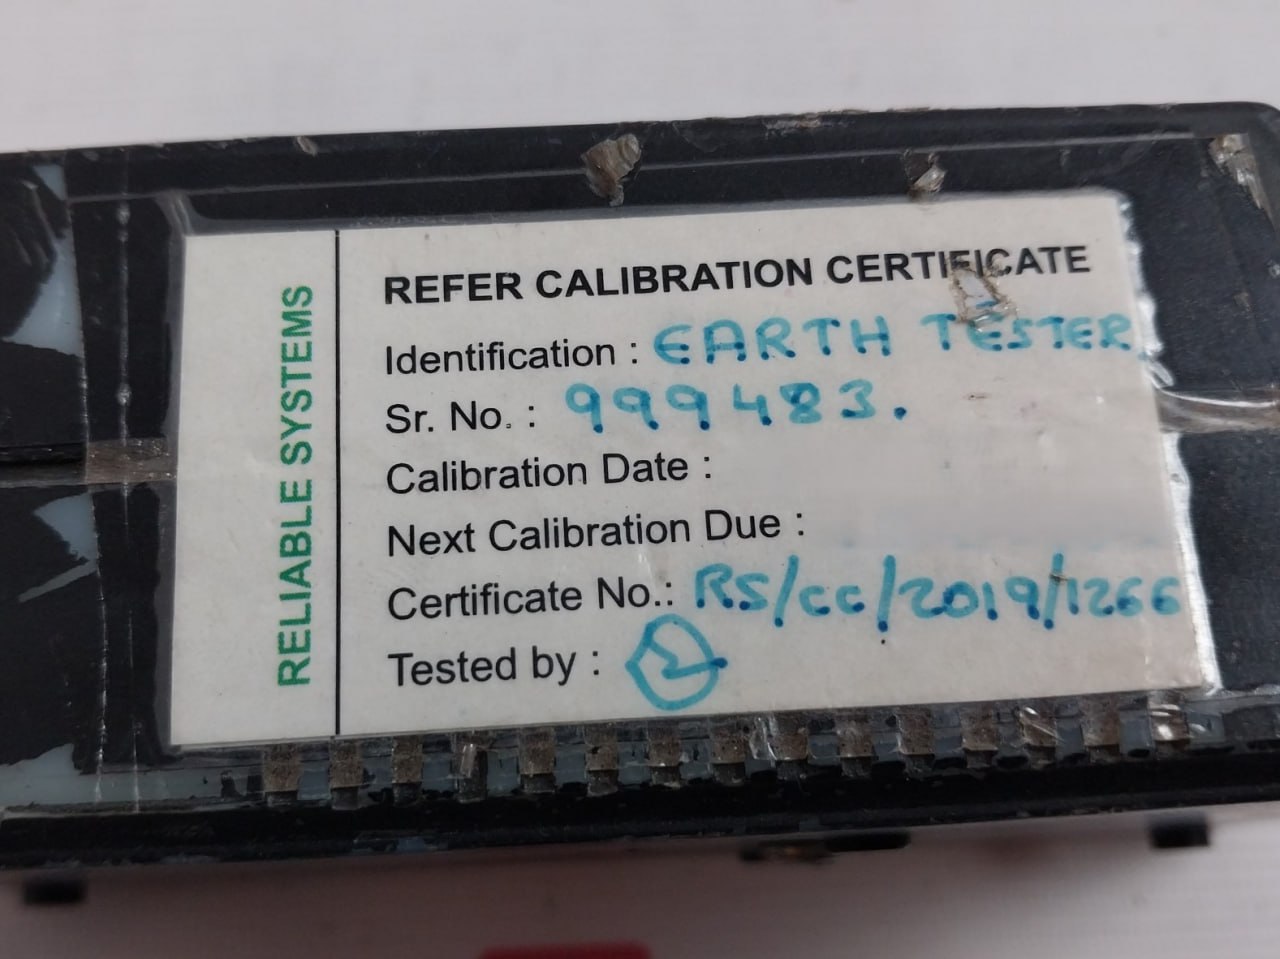 RELIABLE SYSTEMS
REFER CALIBRATION CERTIFICATE
Identification : EARTH TESTER
Sr. No. : 999483.
Calibration Date :
Next Calibration Due :
Certificate No.: RS/CC/2019/1266
Tested by :